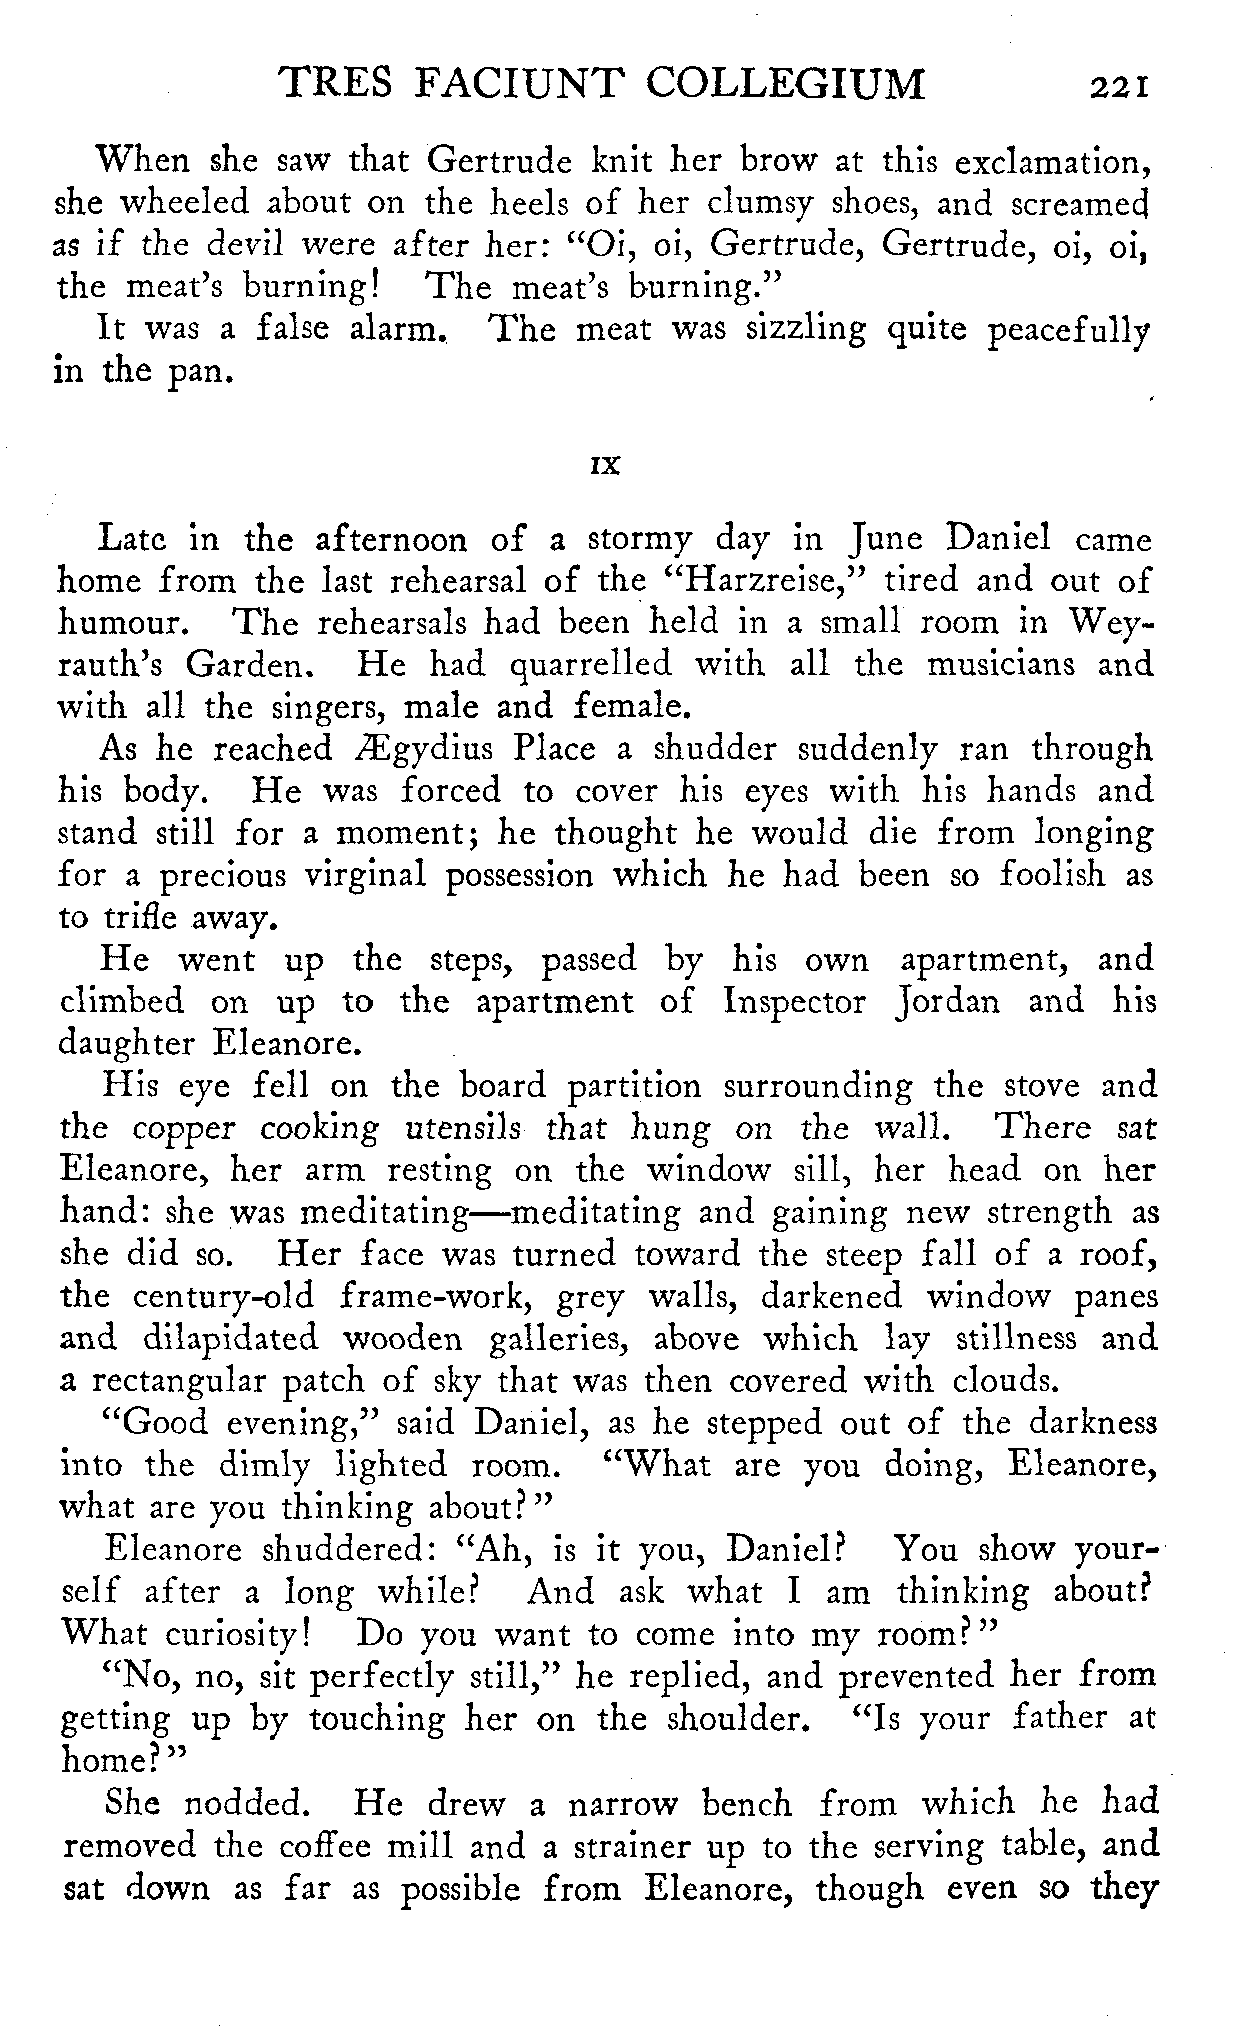 TRES FACIUNT COLLEGIUM 221
When she saw that Gertrude knit her brow at this exclamation,
she wheeled about on the heels of her clumsy shoes, and screamed
as if the devil were after her: “Oi, oi, Gertrude, Gertrude, oi, oi,
the meat’s burning! The meat’s burning.”
It was a false alarm. The meat was sizzling quite peacefully
in the pan.
IX
Late in the afternoon of a stormy day in June Daniel came
home from the last rehearsal of the “Harzreise,” tired and out of
humour. The rehearsals had been held in a small room in Wey-
rauth’s Garden. He had quarrelled with all the musicians and
with all the singers, male and female.
As he reached Ægydius Place a shudder suddenly ran through
his body. He was forced to cover his eyes with his hands and
stand still for a moment; he thought he would die from longing
for a precious virginal possession which he had been so foolish as
to trifle away.
He went up the steps, passed by his own apartment, and
climbed on up to the apartment of Inspector Jordan and his
daughter Eleanore.
His eye fell on the board partition surrounding the stove and
the copper cooking utensils that hung on the wall. There sat
Eleanore, her arm resting on the window sill, her head on her
hand: she was meditating—meditating and gaining new strength as
she did so. Her face was turned toward the steep fall of a roof,
the century-old frame-work, grey walls, darkened window panes
and dilapidated wooden galleries, above which lay stillness and
a rectangular patch of sky that was then covered with clouds.
“Good evening,” said Daniel, as he stepped out of the darkness
into the dimly lighted room. “What are you doing, Eleanore,
what are you thinking about?”
Eleanore shuddered: “Ah, is it you, Daniel? You show your-
self after a long while? And ask what I am thinking about?
What curiosity! Do you want to come into my room?”
“No, no, sit perfectly still,” he replied, and prevented her from
getting up by touching her on the shoulder. “Is your father at
home?”
She nodded. He drew a narrow bench from which he had
removed the coffee mill and a strainer up to the serving table, and
sat down as far as possible from Eleanore, though even so they